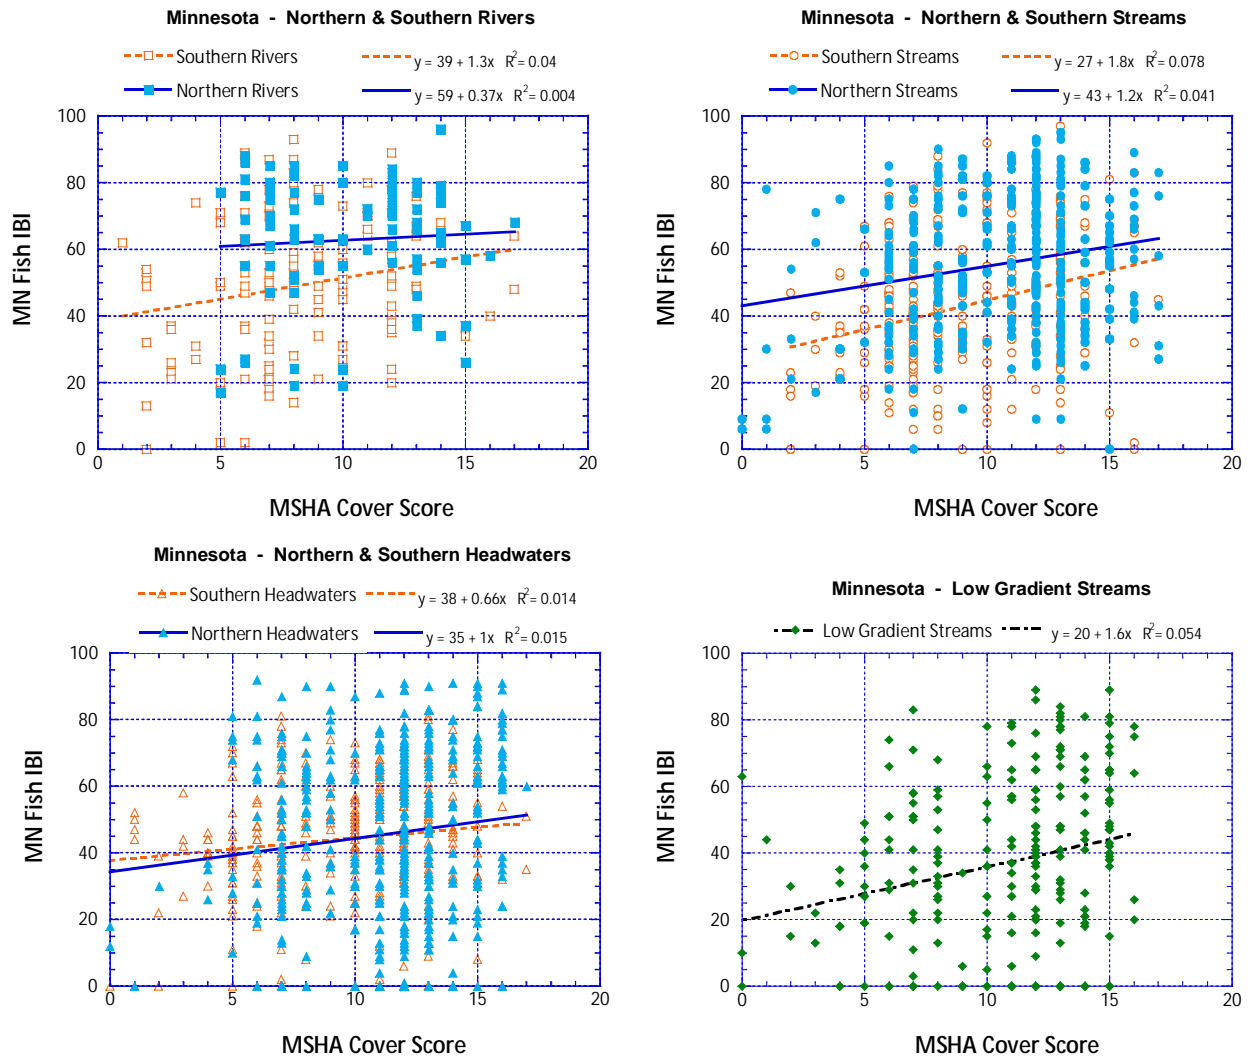 Minnesota - Northern & Southern Rivers
Southern Rivers y = 39 + 1.3x R2= 0.04
Northern Rivers y = 59 + 0.37x R2= 0.004
100
80
60
40
20
0
0 5 10 15 20
MN Fish IBI
MSHA Cover Score
Minnesota - Northern & Southern Streams
Southern Streams y = 27 + 1.8x R2= 0.078
Northern Streams y = 43 + 1.2x R2= 0.041
100
80
60
40
20
0
0 5 10 15 20
MN Fish IBI
MSHA Cover Score
Minnesota - Northern & Southern Headwaters
Southern Headwaters y = 38 + 0.66x R2= 0.014
Northern Headwaters y = 35 + 1x R2= 0.015
100
80
60
40
20
0
0 5 10 15 20
MN Fish IBI
MSHA Cover Score
Minnesota - Low Gradient Streams
Low Gradient Streams y = 20 + 1.6x R2= 0.054
100
80
60
40
20
0
0 5 10 15 20
MN Fish IBI
MSHA Cover Score